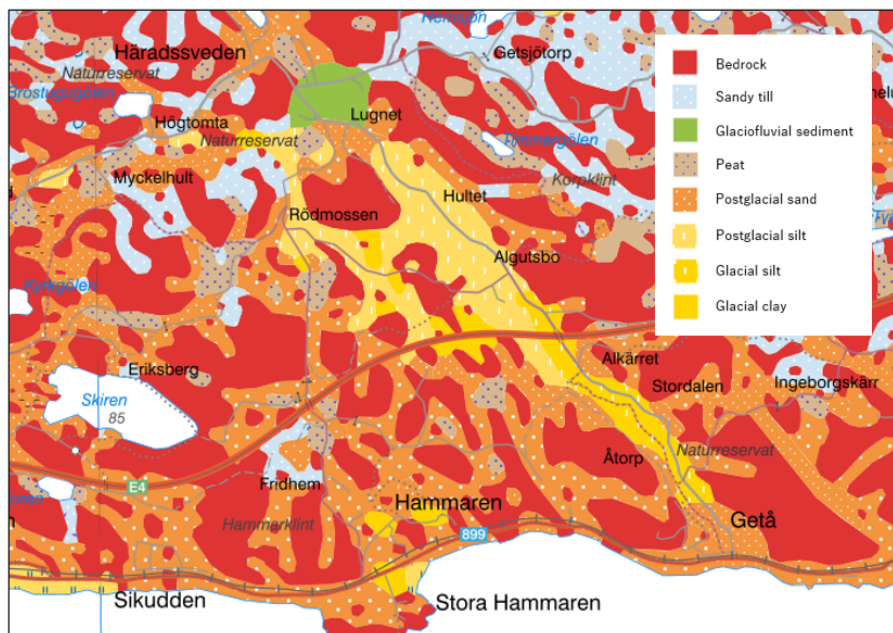 Hemsjön
Häradssveden
Getsjötorp
Naturreservat
Brostugugölen
Högtomta
Lugnet
Naturreservat
Timmergölen
Myckelhult
Korpklint
Hultet
Rödmossen
Algutsbo
Kyrkgölen
Alkärret
Eriksberg
Stordalen
Ingeborgskärr
Skiren
85
Naturreservat
Åtorp
E4
Fridhem
Hammaren
Hammarklint
Getå
899
Sikudden
Stora Hammaren
Bedrock
Sandy till
Glaciofluvial sediment
Peat
Postglacial sand
Postglacial silt
Glacial silt
Glacial clay